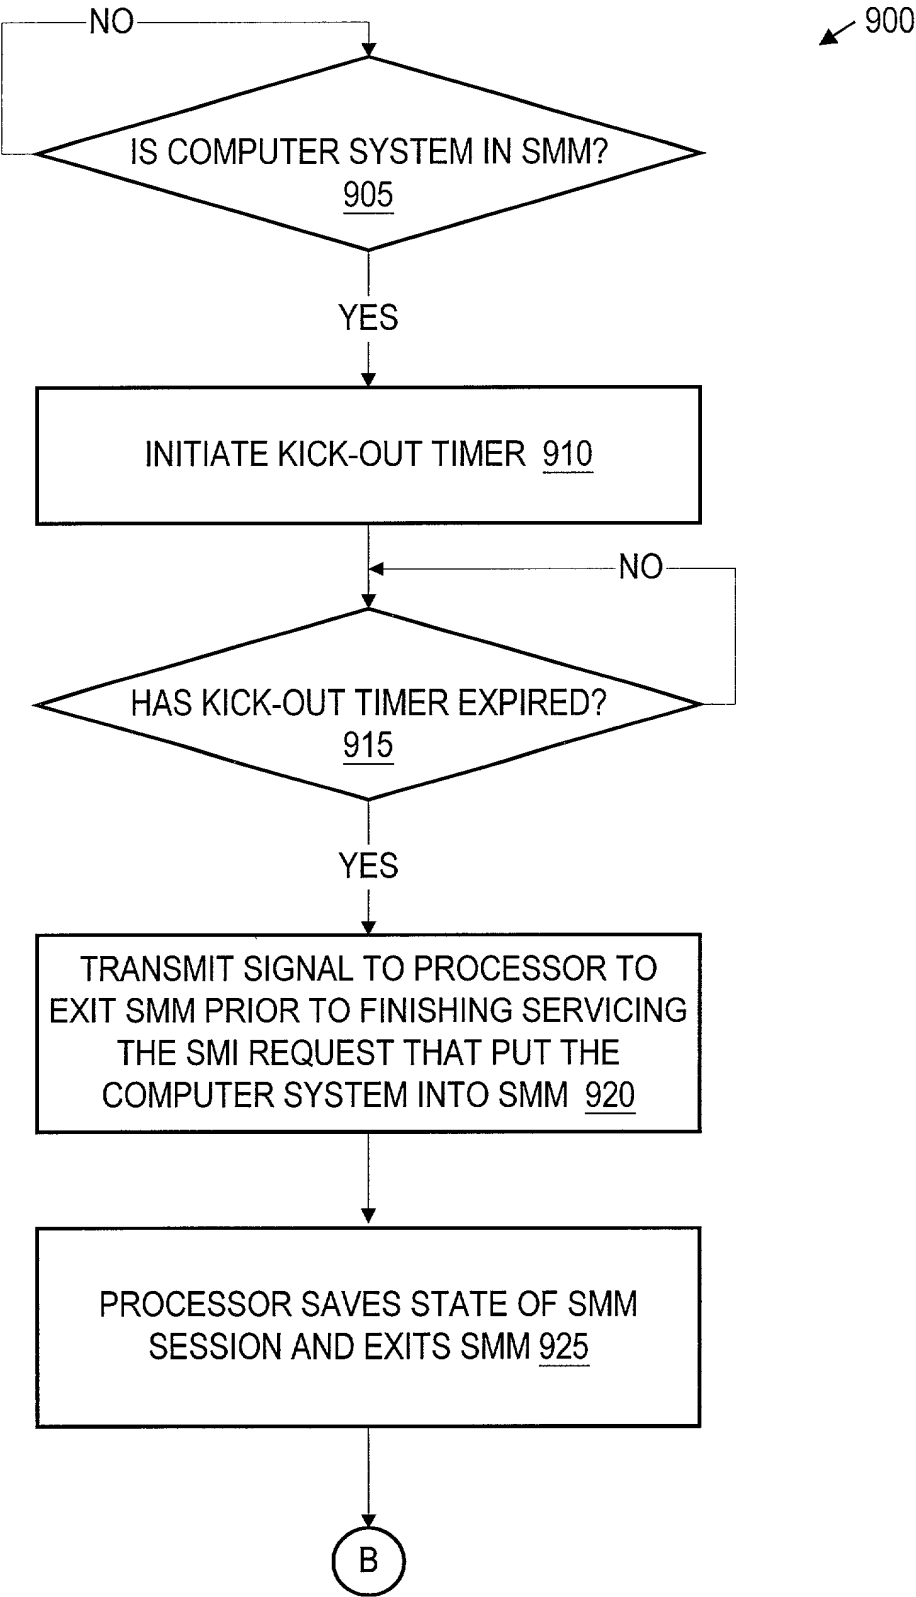 900
NO
IS COMPUTER SYSTEM IN SMM?
905
YES
INITIATE KICK-OUT TIMER 910
NO
HAS KICK-OUT TIMER EXPIRED?
915
YES
TRANSMIT SIGNAL TO PROCESSOR TO
EXIT SMM PRIOR TO FINISHING SERVICING
THE SMI REQUEST THAT PUT THE
COMPUTER SYSTEM INTO SMM 920
PROCESSOR SAVES STATE OF SMM
SESSION AND EXITS SMM 925
B